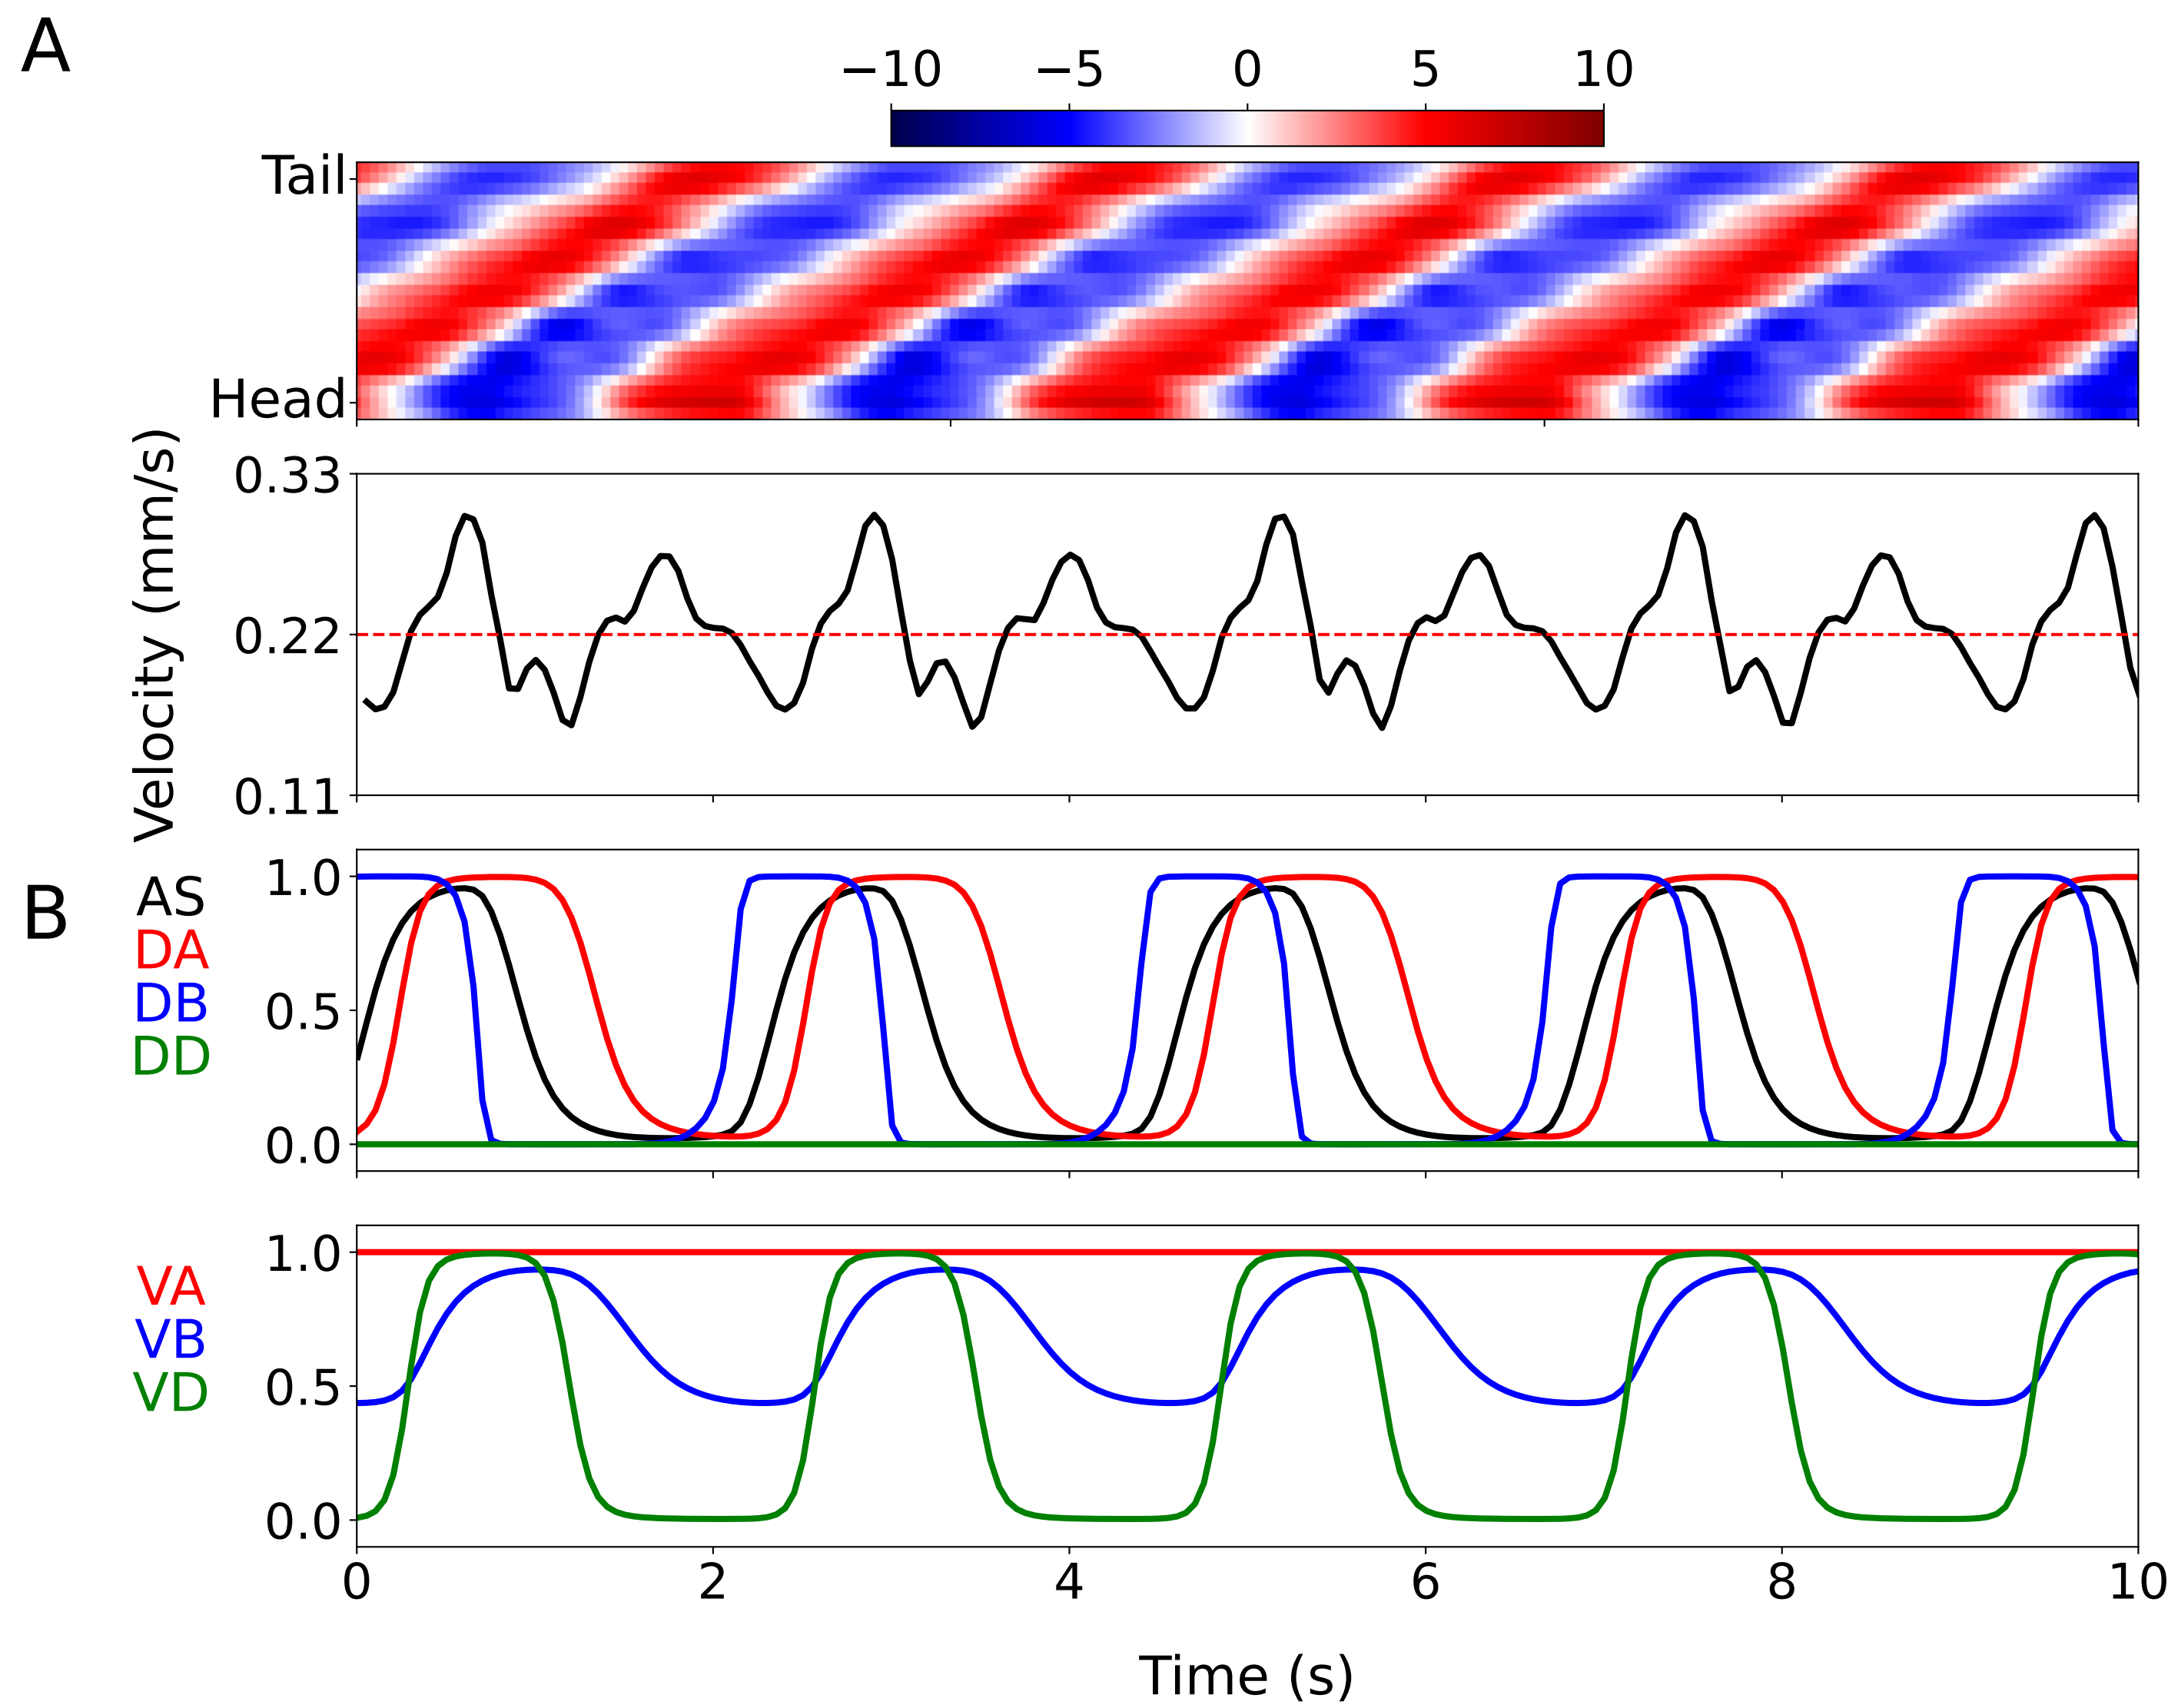 A
−10 −5 0 5 10
Tail
Head
Velocity (mm/s)
0.33
0.22
0.11
B
AS
DA
DB
DD
1.0
0.5
0.0
VA
VB
VD
1.0
0.5
0.0
0 2 4 6 8 10
Time (s)